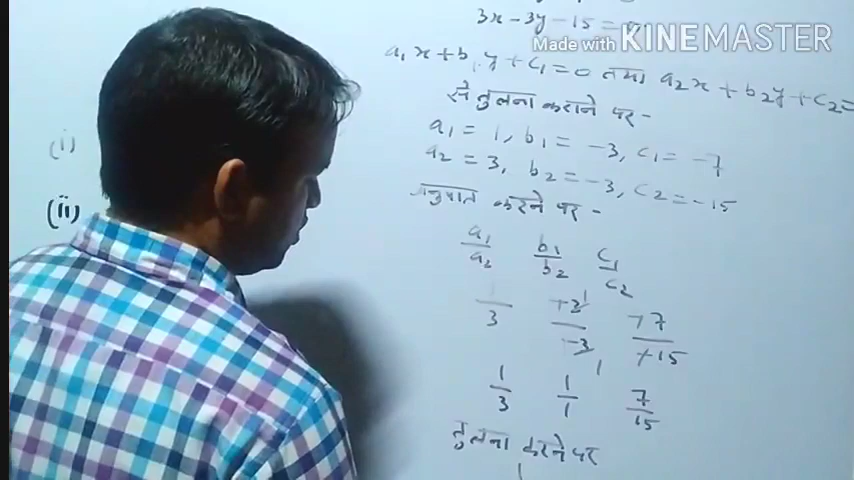 3x - 3y - 15 =
Made with KINEMASTER
a₁x + b₁y + c₁ = 0 तथा a₂x + b₂y + c₂ =
से तुलना कराने पर -
(i)
a₁ = 1, b₁ = -3, c₁ = -7
a₂ = 3, b₂ = -3, c₂ = -15
(ii)
अनुपात करने पर -
a₁/a₂ b₁/b₂ c₁/c₂
1/3 +3̸ 1/-3̸ 1 +7/+15
1/3 1/1 7/15
तुलना करने पर